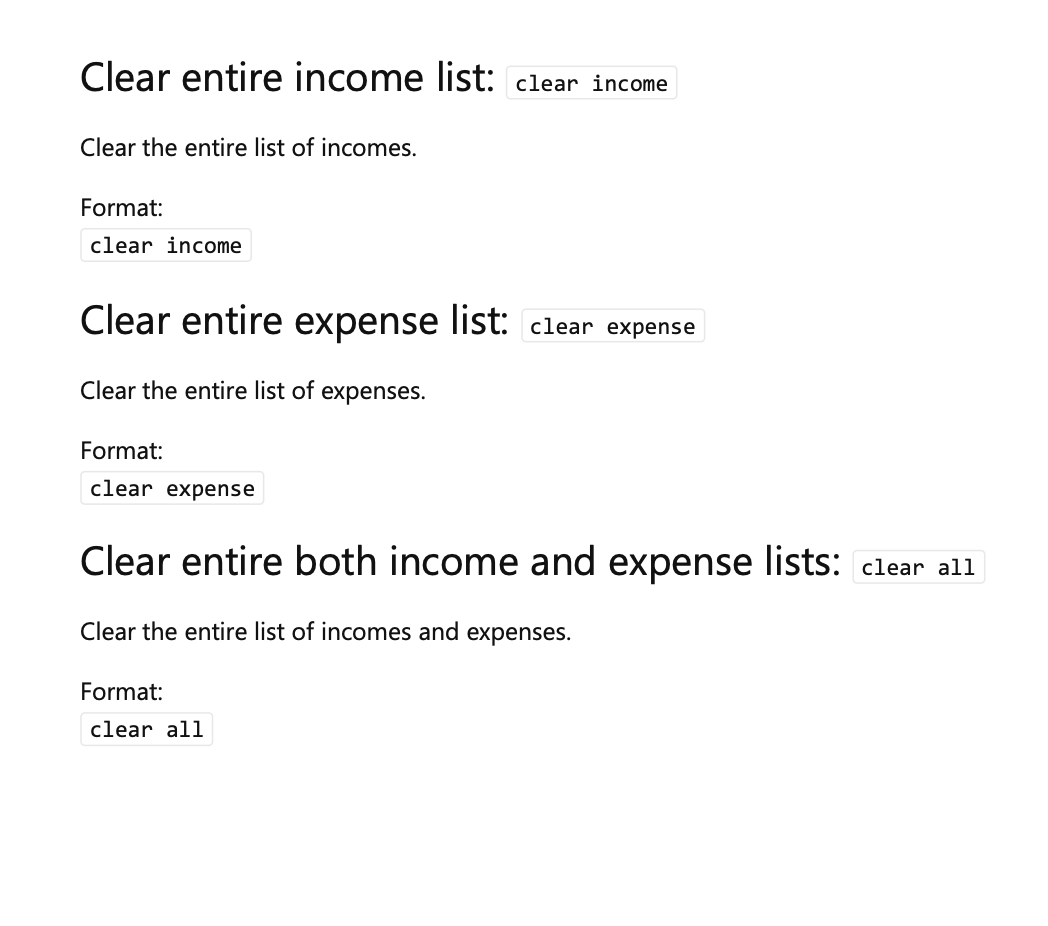 Clear entire income list: clear income
Clear the entire list of incomes.
Format:
clear income
Clear entire expense list: clear expense
Clear the entire list of expenses.
Format:
clear expense
Clear entire both income and expense lists: clear all
Clear the entire list of incomes and expenses.
Format:
clear all